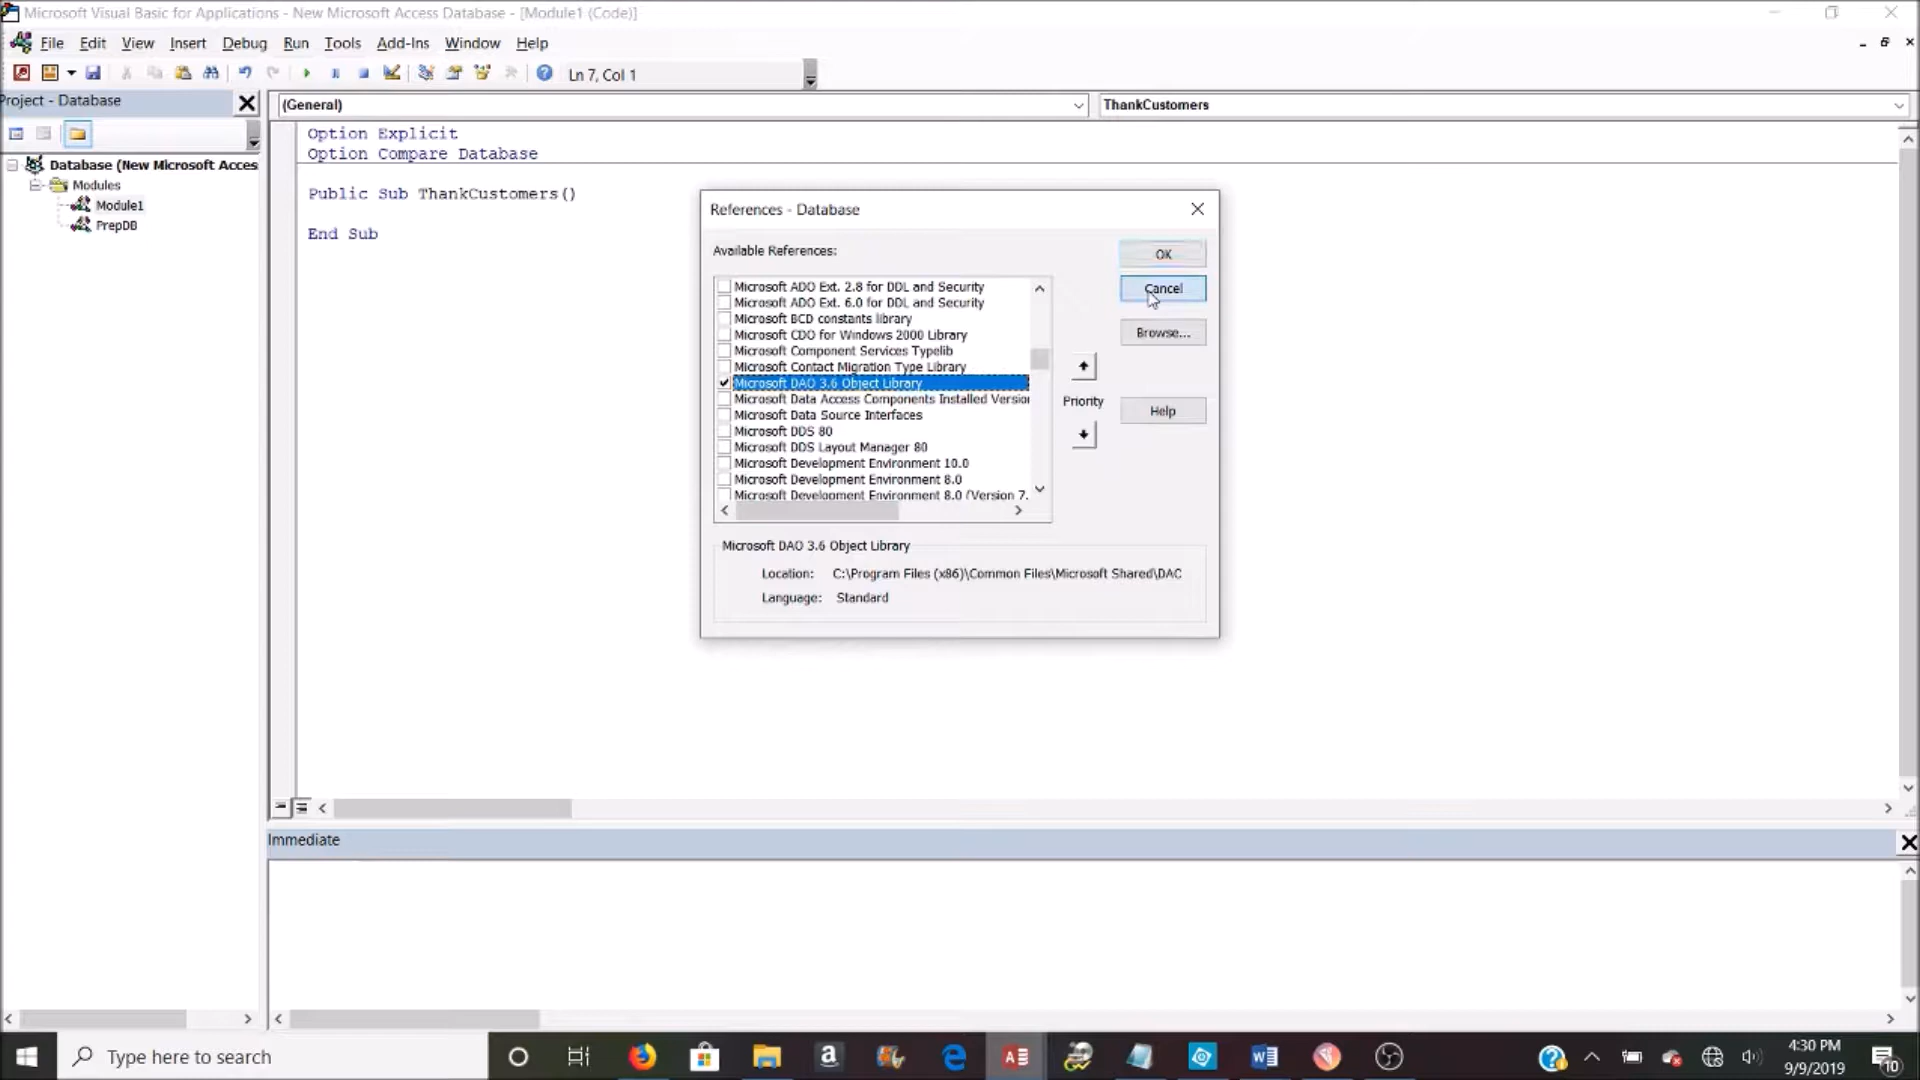 Microsoft Visual Basic for Applications - New Microsoft Access Database - [Module1 (Code)]
File Edit View Insert Debug Run Tools Add-Ins Window Help
Ln 7, Col 1
Project - Database
(General)
ThankCustomers
Database (New Microsoft Acces
Modules
Module1
PrepDB
Option Explicit
Option Compare Database
Public Sub ThankCustomers()
End Sub
References - Database
Available References:
Microsoft ADO Ext. 2.8 for DDL and Security
Microsoft ADO Ext. 6.0 for DDL and Security
Microsoft BCD constants library
Microsoft CDO for Windows 2000 Library
Microsoft Component Services Typelib
Microsoft Contact Migration Type Library
Microsoft DAO 3.6 Object Library
Microsoft Data Access Components Installed Version
Microsoft Data Source Interfaces
Microsoft DDS 80
Microsoft DDS Layout Manager 80
Microsoft Development Environment 10.0
Microsoft Development Environment 8.0
Microsoft Development Environment 8.0 (Version 7.
OK
Cancel
Browse...
Priority
Help
Microsoft DAO 3.6 Object Library
Location: C:\Program Files (x86)\Common Files\Microsoft Shared\DAC
Language: Standard
Immediate
Type here to search
4:30 PM
9/9/2019
10